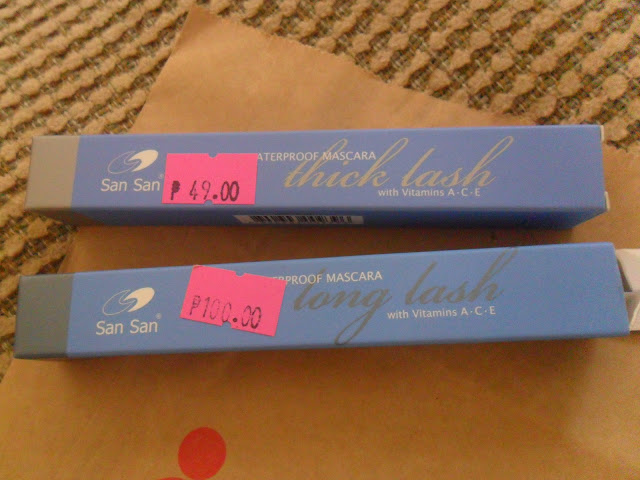 San San®
₱ 49.00
ATERPROOF MASCARA
thick lash
with Vitamins A·C·E
San San®
₱100.00
ERPROOF MASCARA
long lash
with Vitamins A·C·E